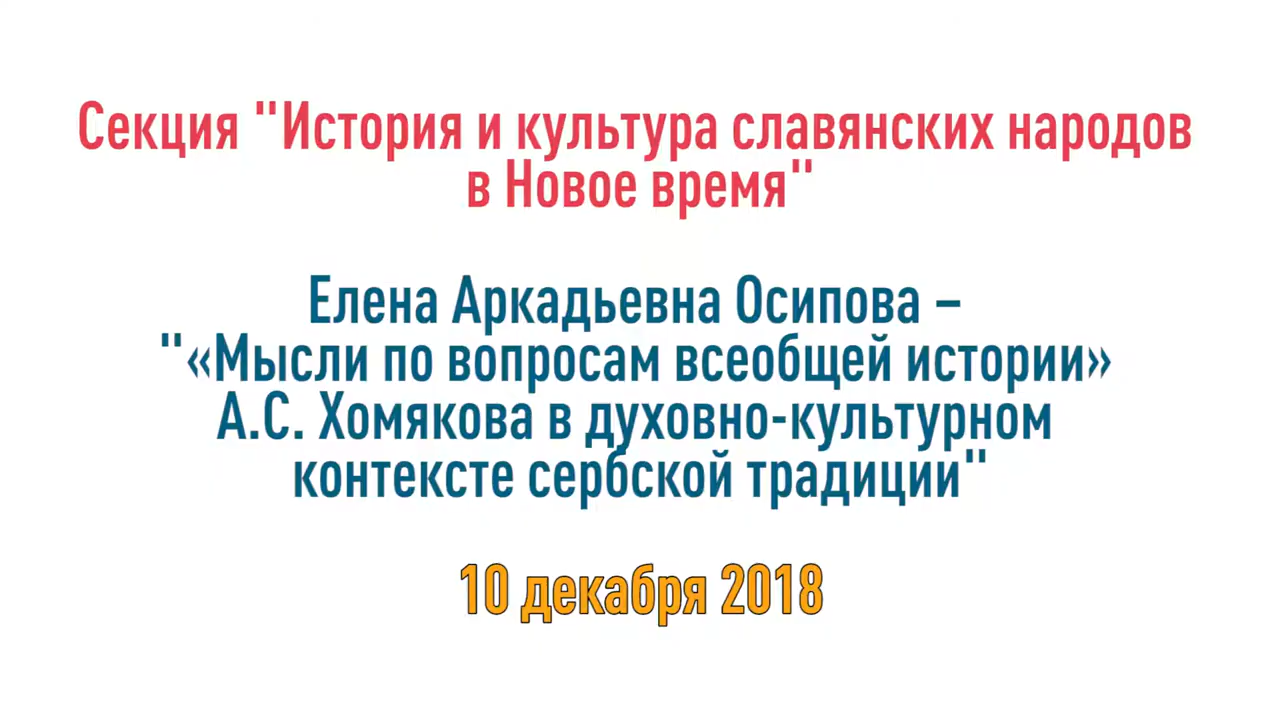 Секция "История и культура славянских народов
в Новое время"
Елена Аркадьевна Осипова –
"«Мысли по вопросам всеобщей истории»
А.С. Хомякова в духовно-культурном
контексте сербской традиции"
10 декабря 2018